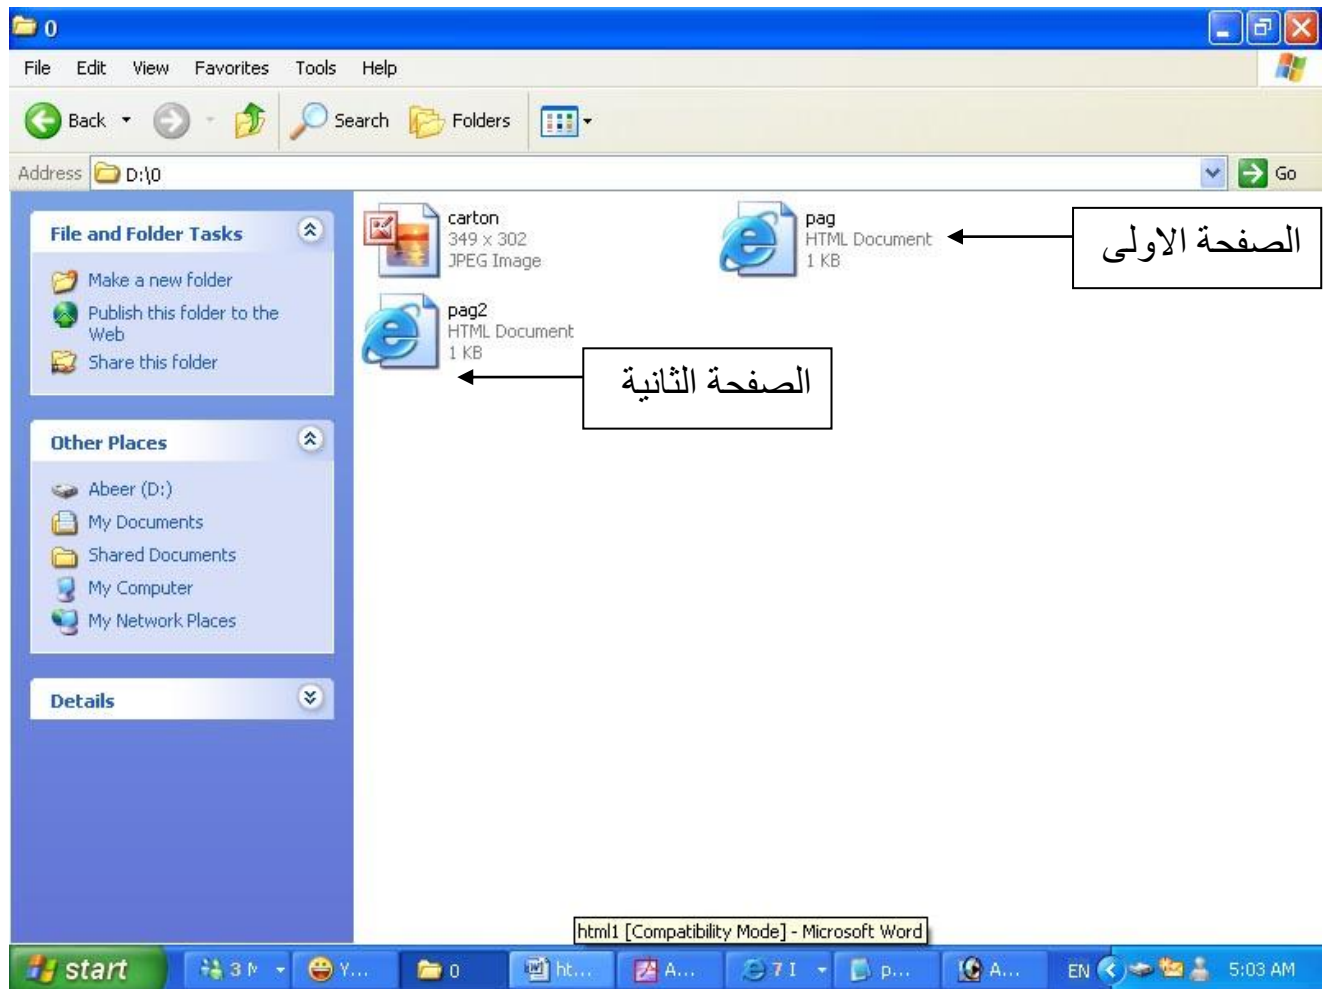 0
File Edit View Favorites Tools Help
Back Search Folders
Address D:\0 Go
File and Folder Tasks
Make a new folder
Publish this folder to the
Web
Share this folder
Other Places
Abeer (D:)
My Documents
Shared Documents
My Computer
My Network Places
Details
carton
349 x 302
JPEG Image
pag
HTML Document
1 KB
الصفحة الاولى
pag2
HTML Document
1 KB
الصفحة الثانية
html1 [Compatibility Mode] - Microsoft Word
start 3 Y... 0 ht... A... 7 I p... A... EN 5:03 AM